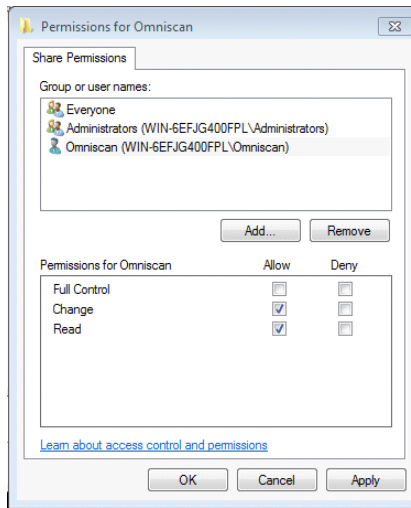 Permissions for Omniscan
Share Permissions
Group or user names:
Everyone
Administrators (WIN-6EFJG400FPL\Administrators)
Omniscan (WIN-6EFJG400FPL\Omniscan)
Add... Remove
Permissions for Omniscan Allow Deny
Full Control
Change
Read
Learn about access control and permissions
OK Cancel Apply